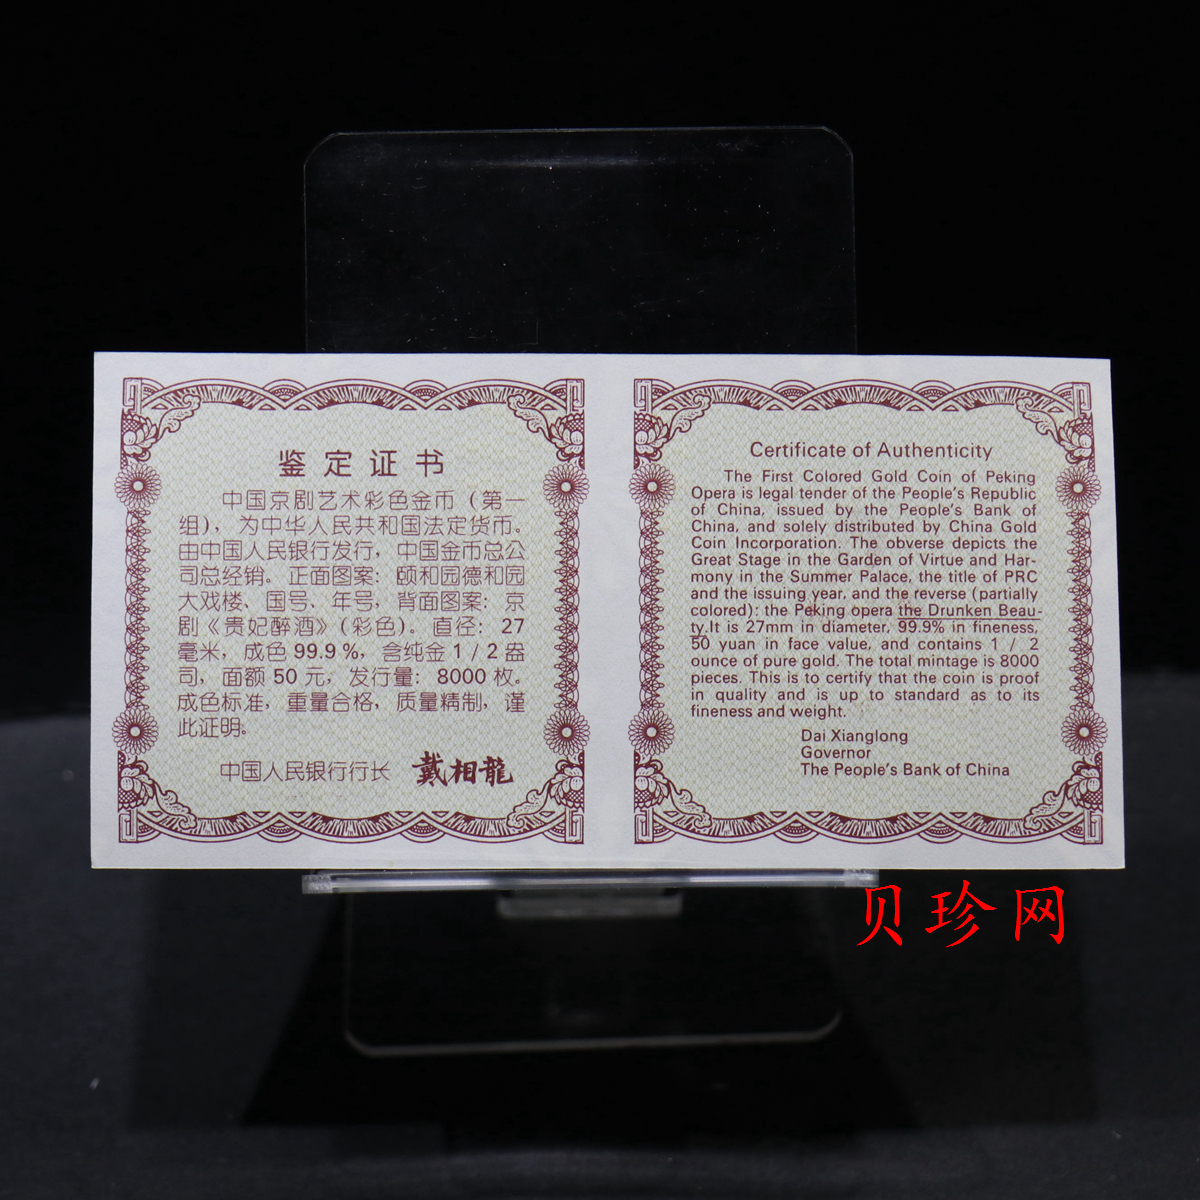 鉴定证书
中国京剧艺术彩色金币（第一
组），为中华人民共和国法定货币。
由中国人民银行发行，中国金币总公
司总经销。正面图案：颐和园德和园
大戏楼、国号、年号，背面图案：京
剧《贵妃醉酒》（彩色）。直径：27
毫米，成色99.9%，含纯金1/2盎
司，面额50元，发行量：8000枚。
成色标准，重量合格，质量精制，谨
此证明。
中国人民银行行长 戴相龍
Certificate of Authenticity
The First Colored Gold Coin of Peking
Opera is legal tender of the People's Republic
of China, issued by the People's Bank of
China, and solely distributed by China Gold
Coin Incorporation. The obverse depicts the
Great Stage in the Garden of Virtue and Har-
mony in the Summer Palace, the title of PRC
and the issuing year, and the reverse (partially
colored): the Peking opera the Drunken Beau-
ty.It is 27mm in diameter, 99.9% in fineness,
50 yuan in face value, and contains 1 / 2
ounce of pure gold. The total mintage is 8000
pieces. This is to certify that the coin is proof
in quality and is up to standard as to its
fineness and weight.
Dai Xianglong
Governor
The People's Bank of China
贝珍网